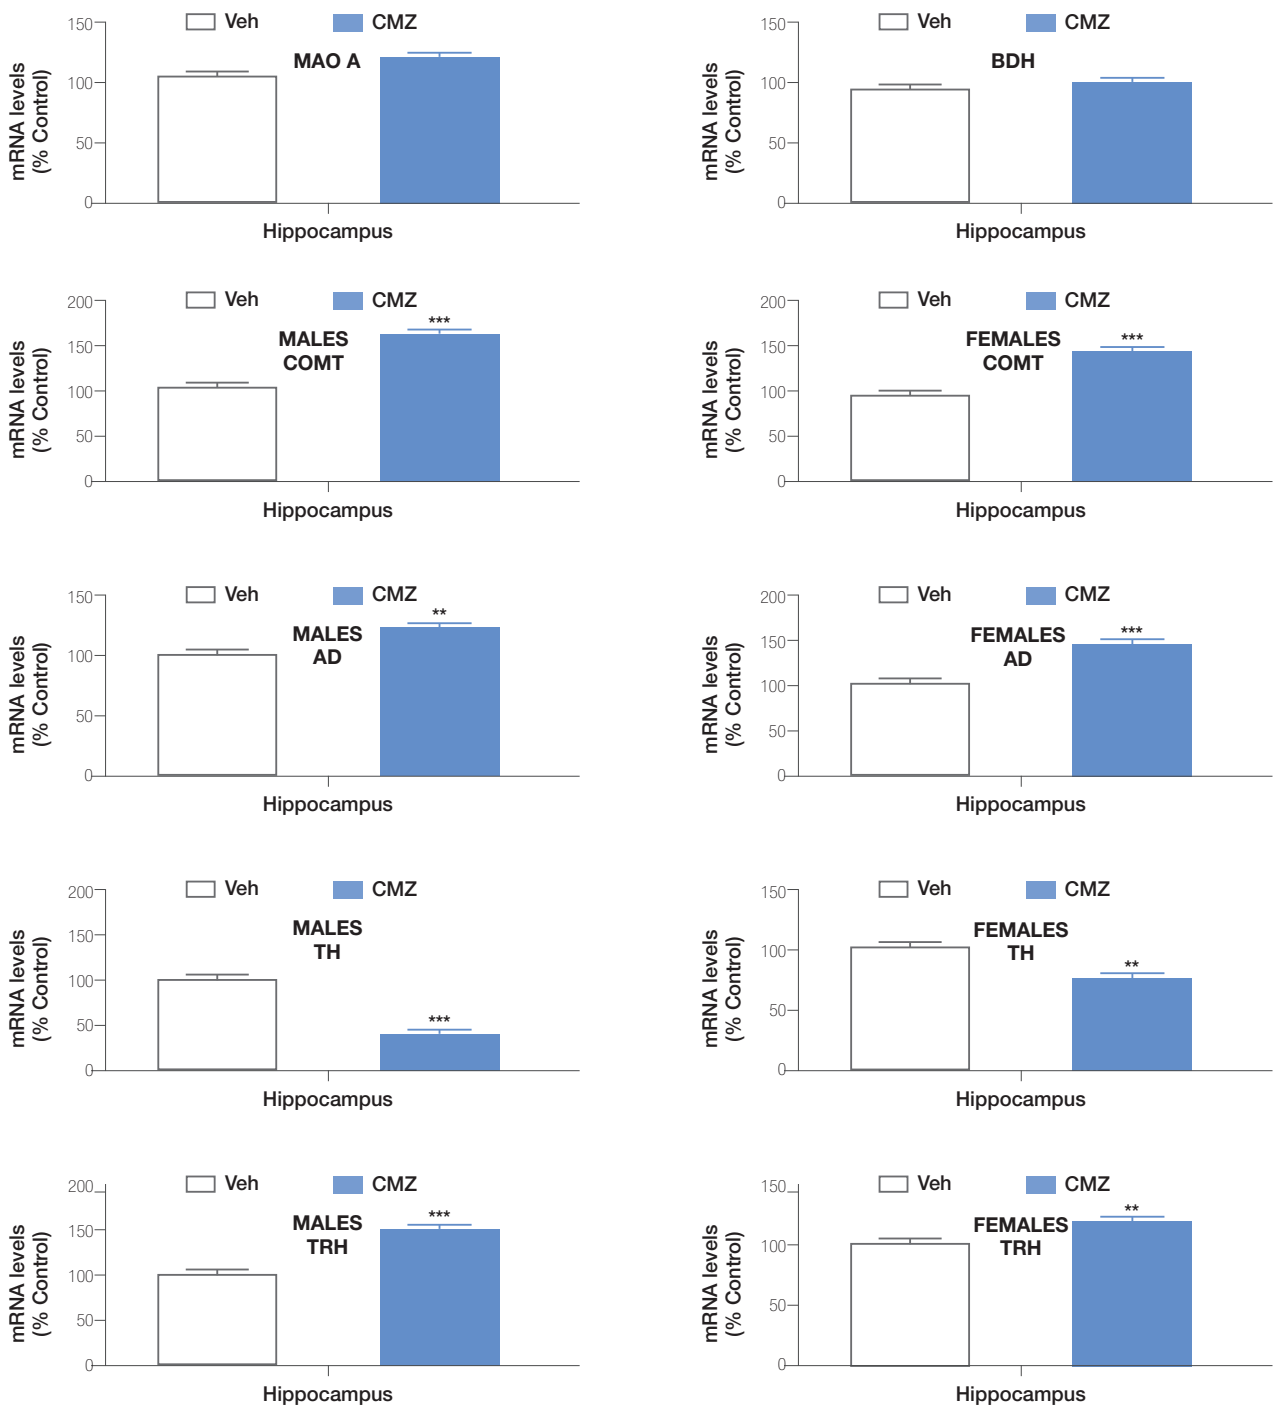 Veh CMZ
MAO A
mRNA levels
(% Control)
150
100
50
0
Hippocampus
Veh CMZ
BDH
mRNA levels
(% Control)
150
100
50
0
Hippocampus
Veh CMZ
MALES
COMT
***
mRNA levels
(% Control)
200
150
100
50
0
Hippocampus
Veh CMZ
FEMALES
COMT
***
mRNA levels
(% Control)
200
150
100
50
0
Hippocampus
Veh CMZ
MALES
AD
**
mRNA levels
(% Control)
150
100
50
0
Hippocampus
Veh CMZ
FEMALES
AD
***
mRNA levels
(% Control)
200
150
100
50
0
Hippocampus
Veh CMZ
MALES
TH
***
mRNA levels
(% Control)
200
150
100
50
0
Hippocampus
Veh CMZ
FEMALES
TH
**
mRNA levels
(% Control)
150
100
50
0
Hippocampus
Veh CMZ
MALES
TRH
***
mRNA levels
(% Control)
200
150
100
50
0
Hippocampus
Veh CMZ
FEMALES
TRH
**
mRNA levels
(% Control)
150
100
50
0
Hippocampus